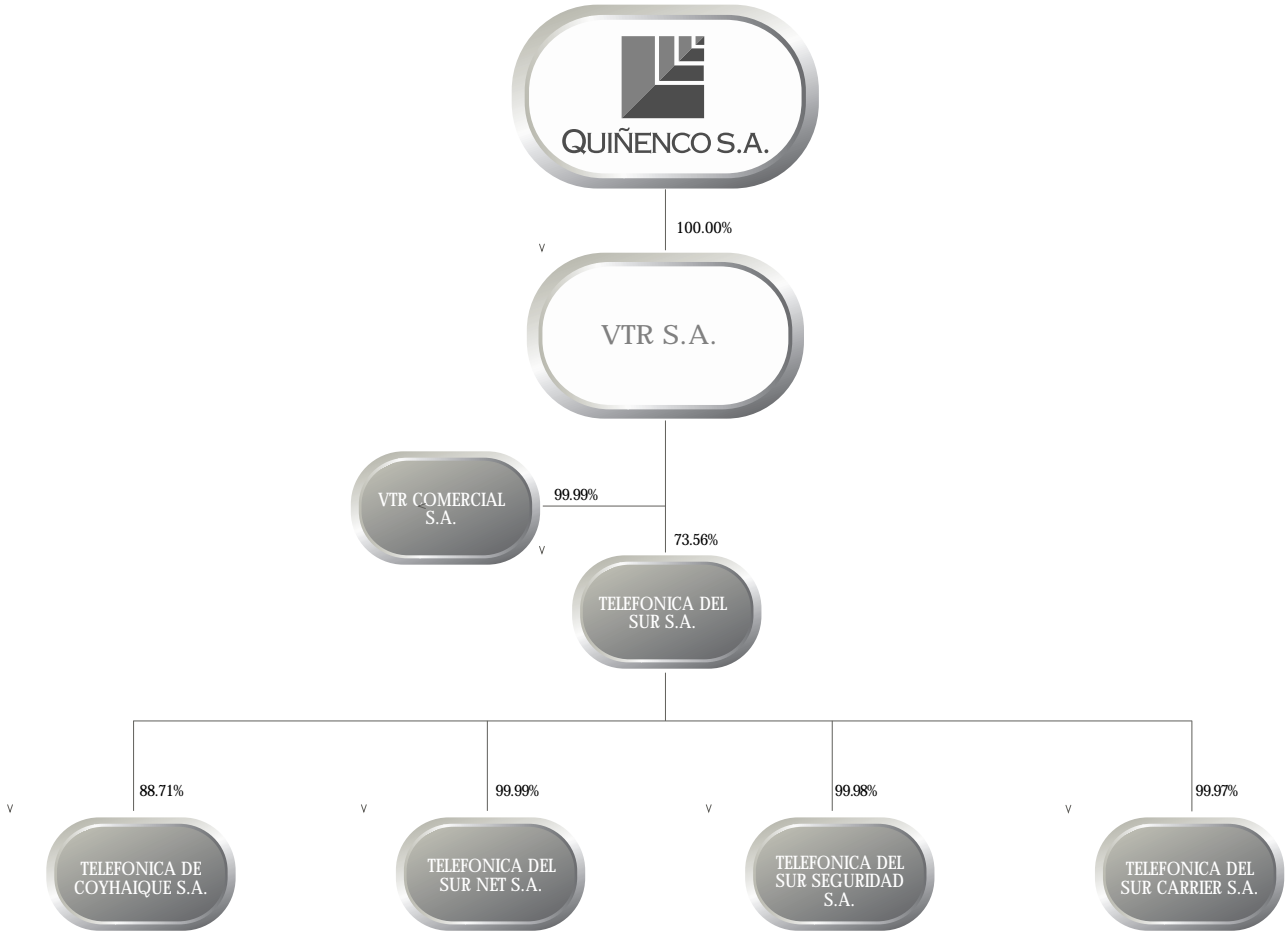 QUIÑENCO S.A.
100.00%
VTR S.A.
99.99%
VTR COMERCIAL
S.A.
73.56%
TELEFONICA DEL
SUR S.A.
88.71%
99.99%
99.98%
99.97%
TELEFONICA DE
COYHAIQUE S.A.
TELEFONICA DEL
SUR NET S.A.
TELEFONICA DEL
SUR SEGURIDAD
S.A.
TELEFONICA DEL
SUR CARRIER S.A.